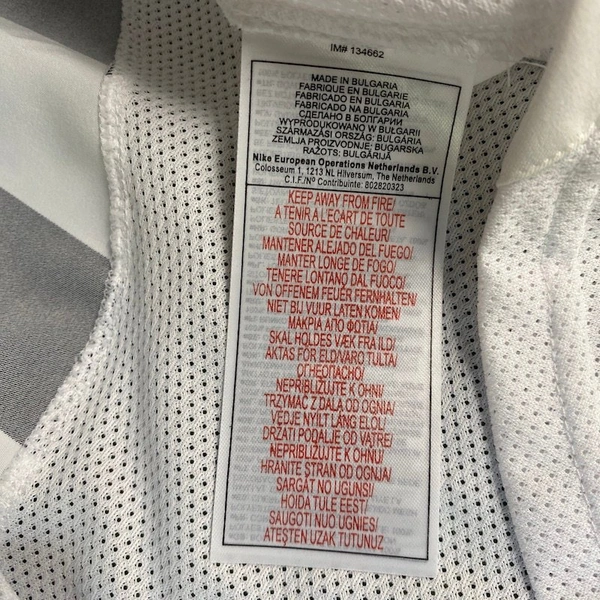 IM# 134662
MADE IN BULGARIA
FABRIQUE EN BULGARIE
FABRICADO EN BULGARIA
FABRICADO NA BULGARIA
СДЕЛАНО В БОЛГАРИИ
WYPRODUKOWANO W BUŁGARII
SZÁRMAZÁSI ORSZÁG: BULGÁRIA
ZEMLJA PROIZVODNJE: BUGARSKA
RAŽOTS: BULGĀRIJĀ
Nike European Operations Netherlands B.V.
Colosseum 1, 1213 NL Hilversum, The Netherlands
C.I.F./Nº Contribuinte: 802820323
KEEP AWAY FROM FIRE/
A TENIR A L'ECART DE TOUTE
SOURCE DE CHALEUR/
MANTENER ALEJADO DEL FUEGO/
MANTER LONGE DE FOGO/
TENERE LONTANO DAL FUOCO/
VON OFFENEM FEUER FERNHALTEN/
NIET BIJ VUUR LATEN KOMEN/
ΜΑΚΡΙΑ ΑΠΟ ΦΩΤΙΑ/
SKAL HOLDES VÆK FRA ILD/
AKTAS FÖR ELD/VARO TULTA/
ОГНЕОПАСНО/
NEPŘIBLIŽUJTE K OHNI/
TRZYMAĆ Z DALA OD OGNIA/
VÉDJE NYÍLT LÁNG ELŐL/
DRŽATI PODALJE OD VATRE/
NEPRIBLIŽUJTE K OHNU/
HRANITE STRAN OD OGNJA/
SARGĀT NO UGUNS/
HOIDA TULE EEST/
SAUGOTI NUO UGNIES/
ATEŞTEN UZAK TUTUNUZ